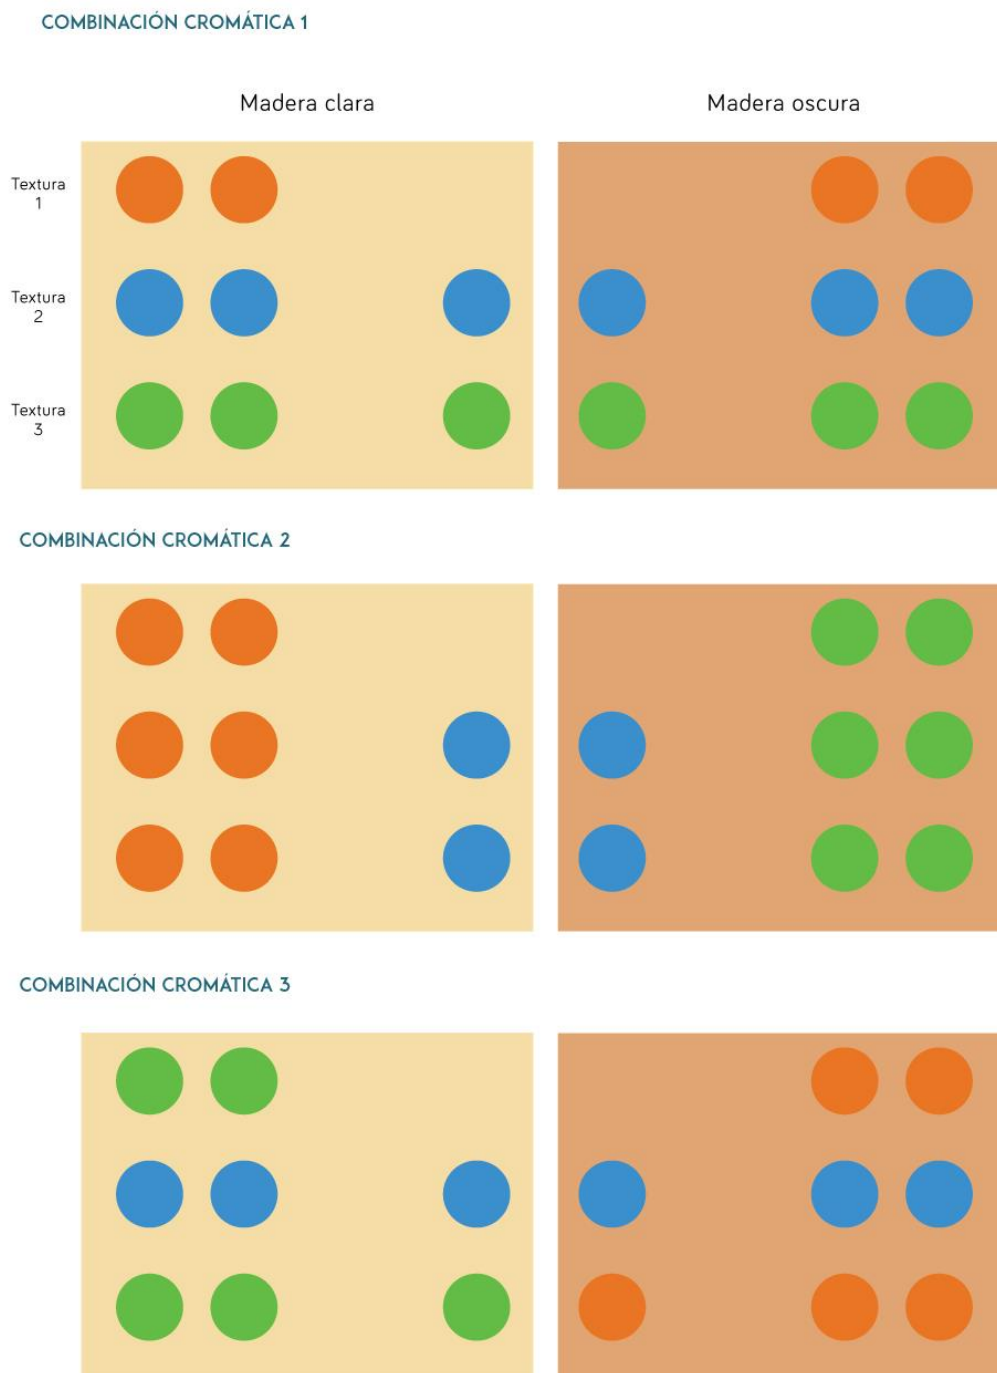 COMBINACIÓN CROMÁTICA 1
Madera clara
Madera oscura
Textura
1
Textura
2
Textura
3
COMBINACIÓN CROMÁTICA 2
COMBINACIÓN CROMÁTICA 3